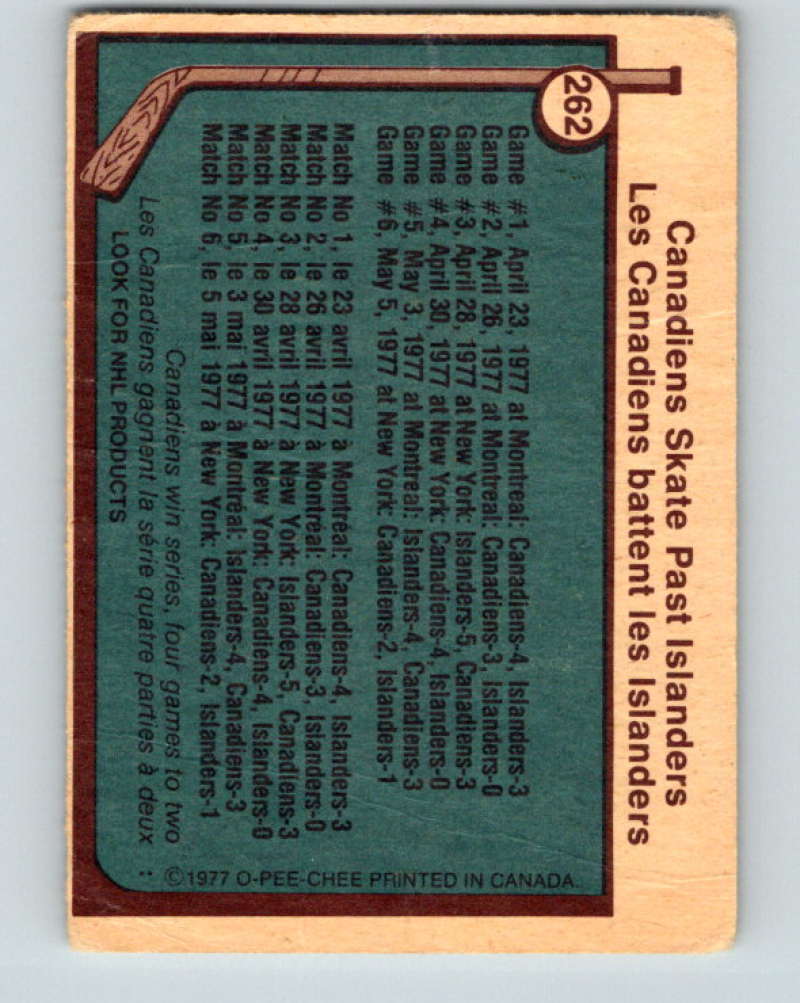 Canadiens Skate Past Islanders
Les Canadiens battent les Islanders
262
Game #1, April 23, 1977 at Montreal: Canadiens-4, Islanders-3
Game #2, April 26, 1977 at Montreal: Canadiens-3, Islanders-0
Game #3, April 28, 1977 at New York: Islanders-5, Canadiens-3
Game #4, April 30, 1977 at New York: Canadiens-4, Islanders-0
Game #5, May 3, 1977 at Montreal: Islanders-4, Canadiens-3
Game #6, May 5, 1977 at New York: Canadiens-2, Islanders-1
Match No 1, le 23 avril 1977 à Montréal: Canadiens-4, Islanders-3
Match No 2, le 26 avril 1977 à Montréal: Canadiens-3, Islanders-0
Match No 3, le 28 avril 1977 à New York: Islanders-5, Canadiens-3
Match No 4, le 30 avril 1977 à New York: Canadiens-4, Islanders-0
Match No 5, le 3 mai 1977 à Montréal: Islanders-4, Canadiens-3
Match No 6, le 5 mai 1977 à New York: Canadiens-2, Islanders-1
Canadiens win series, four games to two
Les Canadiens gagnent la série quatre parties à deux
LOOK FOR NHL PRODUCTS
** ©1977 O-PEE-CHEE PRINTED IN CANADA